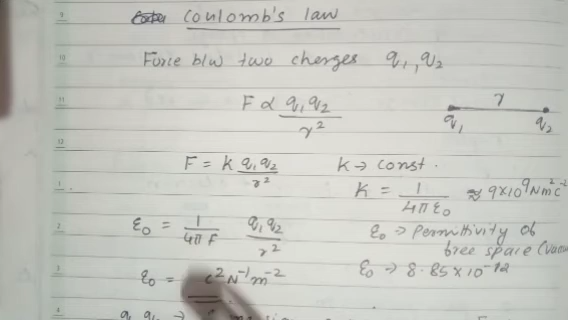 Coulomb's law
Force b/w two charges q1, q2
F ∝ q1q2 / r²
r
q1 q2
F = K q1q2 / r² K → const.
K = 1 / 4πε0 ≈ 9×10⁹ Nm²c⁻²
ε0 = 1 / 4πF q1q2 / r² ε0 → Permittivity of
free space
ε0 = c²N⁻¹m⁻² ε0 → 8.85×10⁻¹²